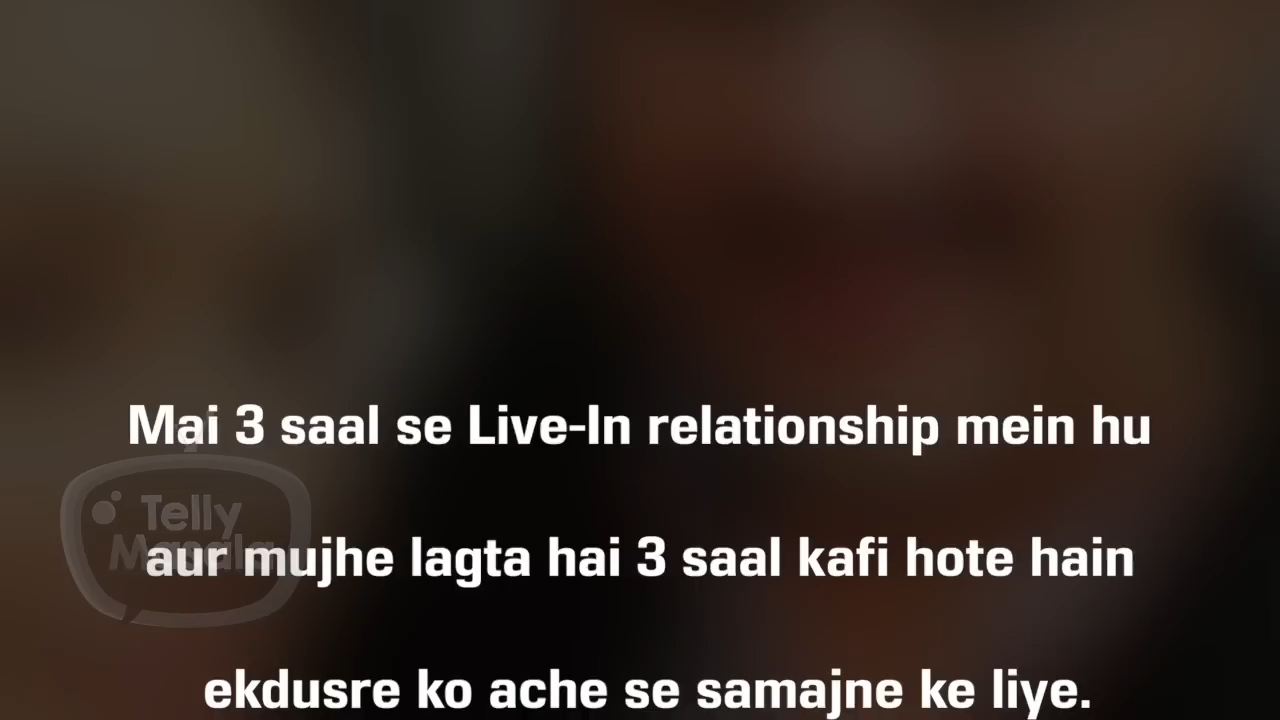 Mai 3 saal se Live-In relationship mein hu
Telly
Masala
aur mujhe lagta hai 3 saal kafi hote hain
ekdusre ko ache se samajne ke liye.